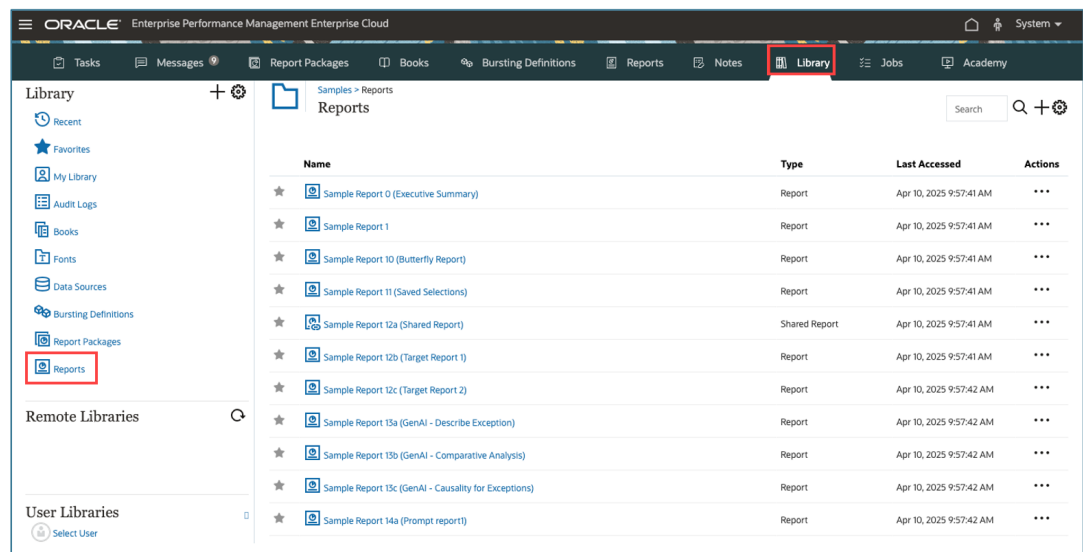 ORACLE Enterprise Performance Management Enterprise Cloud System
Tasks Messages 9 Report Packages Books Bursting Definitions Reports Notes Library Jobs Academy
Library
Recent
Favorites
My Library
Audit Logs
Books
Fonts
Data Sources
Bursting Definitions
Report Packages
Reports
Remote Libraries
User Libraries
Select User
Samples > Reports
Reports
Search
Name Type Last Accessed Actions
Sample Report 0 (Executive Summary) Report Apr 10, 2025 9:57:41 AM
Sample Report 1 Report Apr 10, 2025 9:57:41 AM
Sample Report 10 (Butterfly Report) Report Apr 10, 2025 9:57:41 AM
Sample Report 11 (Saved Selections) Report Apr 10, 2025 9:57:41 AM
Sample Report 12a (Shared Report) Shared Report Apr 10, 2025 9:57:41 AM
Sample Report 12b (Target Report 1) Report Apr 10, 2025 9:57:41 AM
Sample Report 12c (Target Report 2) Report Apr 10, 2025 9:57:42 AM
Sample Report 13a (GenAI - Describe Exception) Report Apr 10, 2025 9:57:42 AM
Sample Report 13b (GenAI - Comparative Analysis) Report Apr 10, 2025 9:57:42 AM
Sample Report 13c (GenAI - Causality for Exceptions) Report Apr 10, 2025 9:57:42 AM
Sample Report 14a (Prompt report1) Report Apr 10, 2025 9:57:42 AM